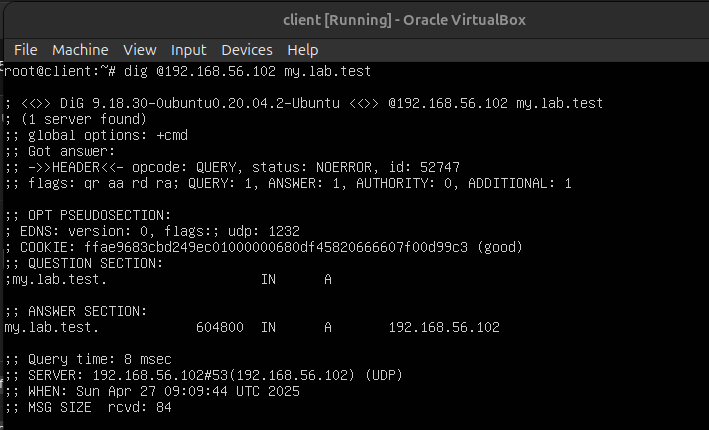 client [Running] - Oracle VirtualBox
File Machine View Input Devices Help
root@client:~# dig @192.168.56.102 my.lab.test
; <<>> DiG 9.18.30-0ubuntu0.20.04.2-Ubuntu <<>> @192.168.56.102 my.lab.test
; (1 server found)
;; global options: +cmd
;; Got answer:
;; ->>HEADER<<- opcode: QUERY, status: NOERROR, id: 52747
;; flags: qr aa rd ra; QUERY: 1, ANSWER: 1, AUTHORITY: 0, ADDITIONAL: 1
;; OPT PSEUDOSECTION:
; EDNS: version: 0, flags:; udp: 1232
; COOKIE: ffae9683cbd249ec01000000680df45820666607f00d99c3 (good)
;; QUESTION SECTION:
;my.lab.test. IN A
;; ANSWER SECTION:
my.lab.test. 604800 IN A 192.168.56.102
;; Query time: 8 msec
;; SERVER: 192.168.56.102#53(192.168.56.102) (UDP)
;; WHEN: Sun Apr 27 09:09:44 UTC 2025
;; MSG SIZE rcvd: 84